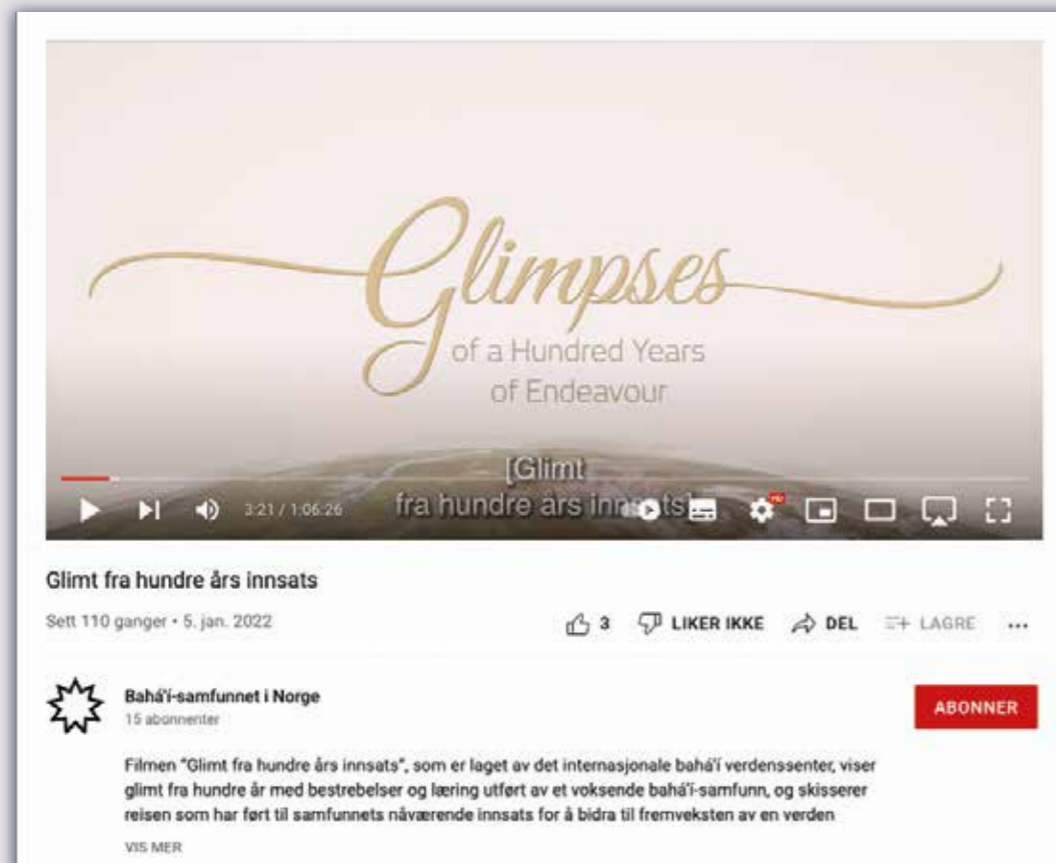 Glimpses
of a Hundred Years
of Endeavour
[Glimt
fra hundre års innsats]
3:21 / 1:06:26
HD
Glimt fra hundre års innsats
Sett 110 ganger • 5. jan. 2022
3 LIKER IKKE DEL LAGRE ...
Bahá'í-samfunnet i Norge
15 abonnenter
ABONNER
Filmen "Glimt fra hundre års innsats", som er laget av det internasjonale bahá'í verdenssenter, viser
glimt fra hundre år med bestrebelser og læring utført av et voksende bahá'í-samfunn, og skisserer
reisen som har ført til samfunnets nåværende innsats for å bidra til fremveksten av en verden
VIS MER